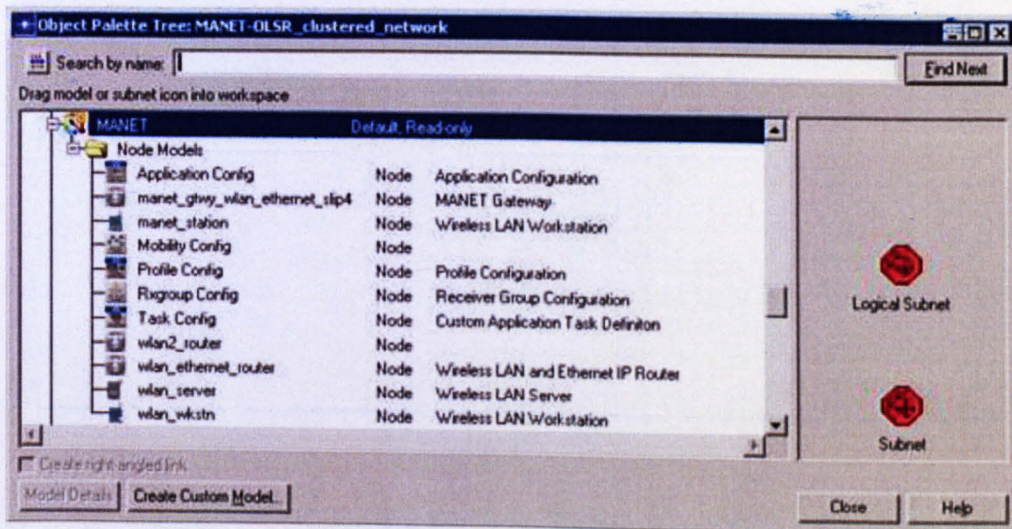 Object Palette Tree: MANET-OLSR_clustered_network
Search by name:
Find Next
Drag model or subnet icon into workspace
MANET Default, Read-only
Node Models
Application Config Node Application Configuration
manet_gtwy_wlan_ethernet_slip4 Node MANET Gateway
manet_station Node Wireless LAN Workstation
Mobility Config Node
Profile Config Node Profile Configuration
Rxgroup Config Node Receiver Group Configuration
Task Config Node Custom Application Task Definiton
wlan2_router Node
wlan_ethernet_router Node Wireless LAN and Ethernet IP Router
wlan_server Node Wireless LAN Server
wlan_wkstn Node Wireless LAN Workstation
Logical Subnet
Subnet
Create right-angled link
Model Details Create Custom Model... Close Help